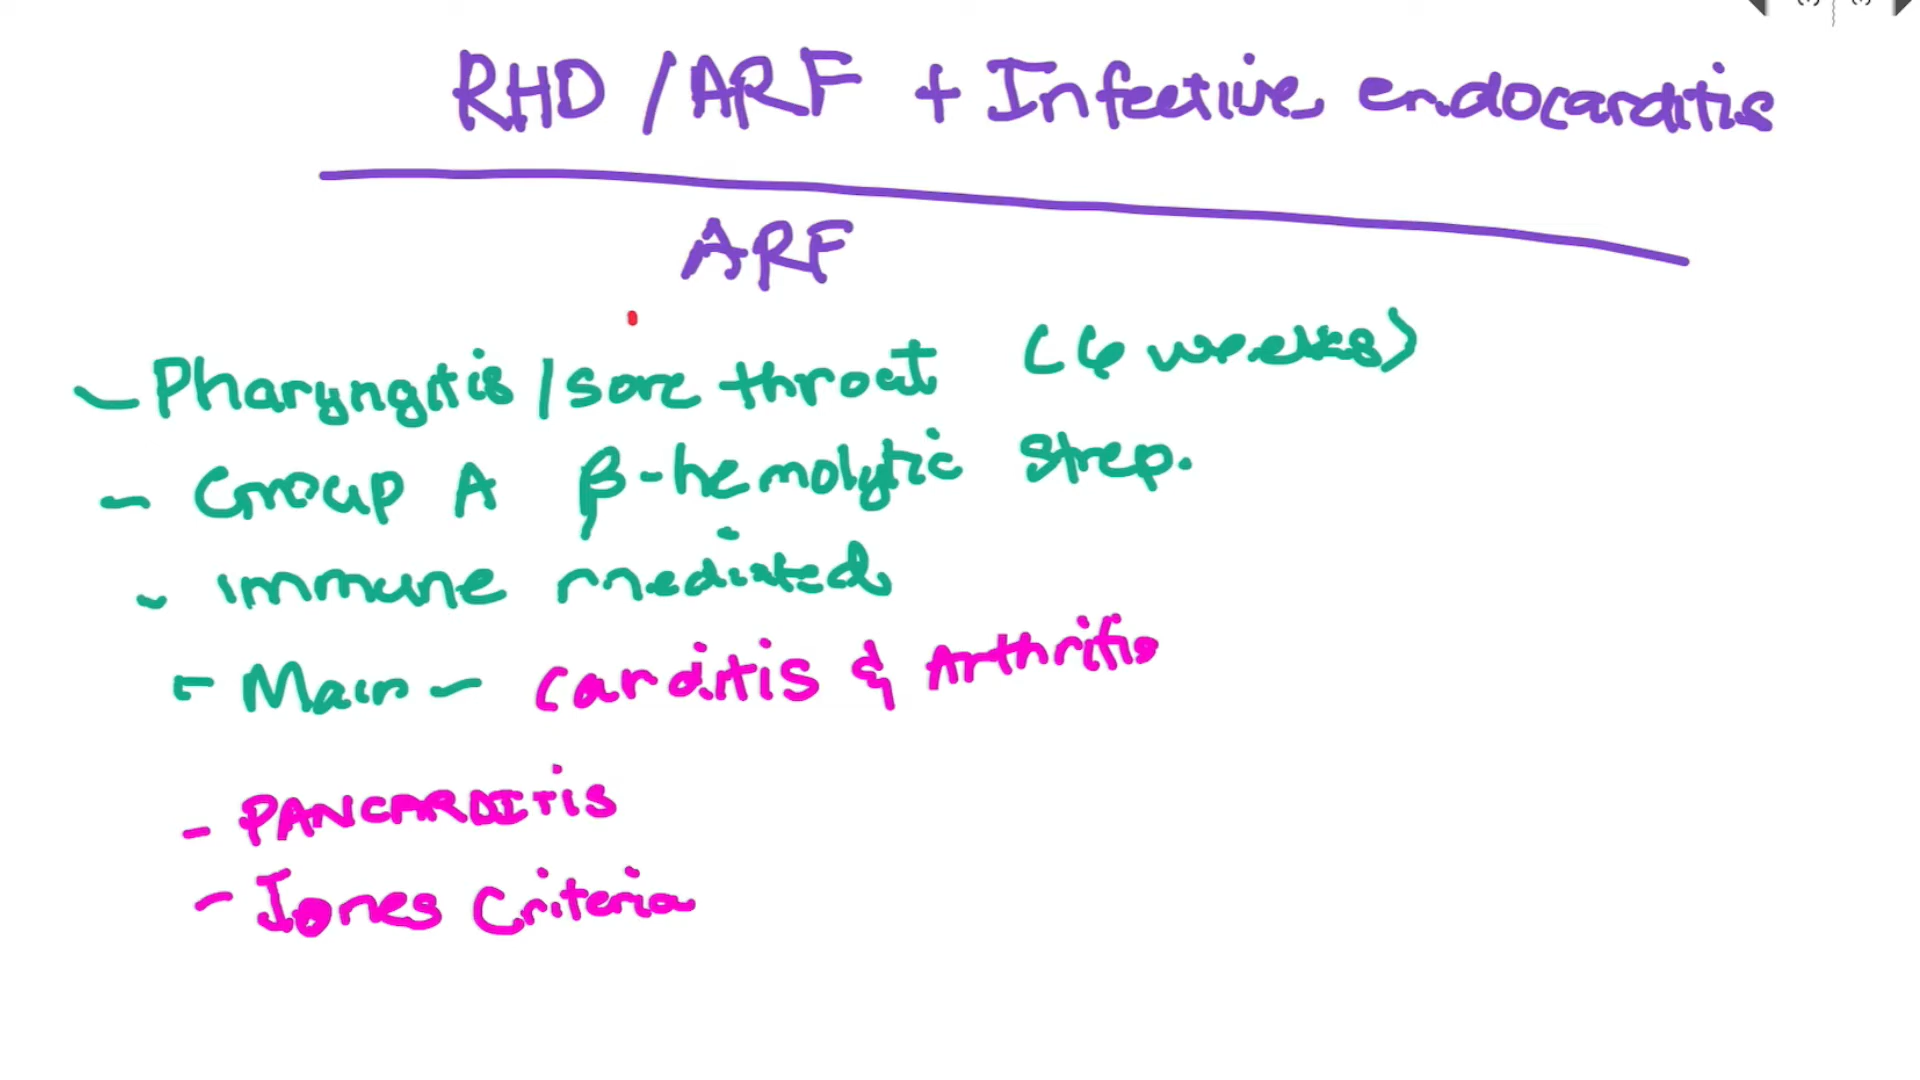 RHD / ARF + Infective endocarditis
ARF
- Pharyngitis / sore throat (6 weeks)
- Group A β-hemolytic strep.
- immune mediated
- Main - Carditis & Arthritis
- PANCARDITIS
- Jones Criteria